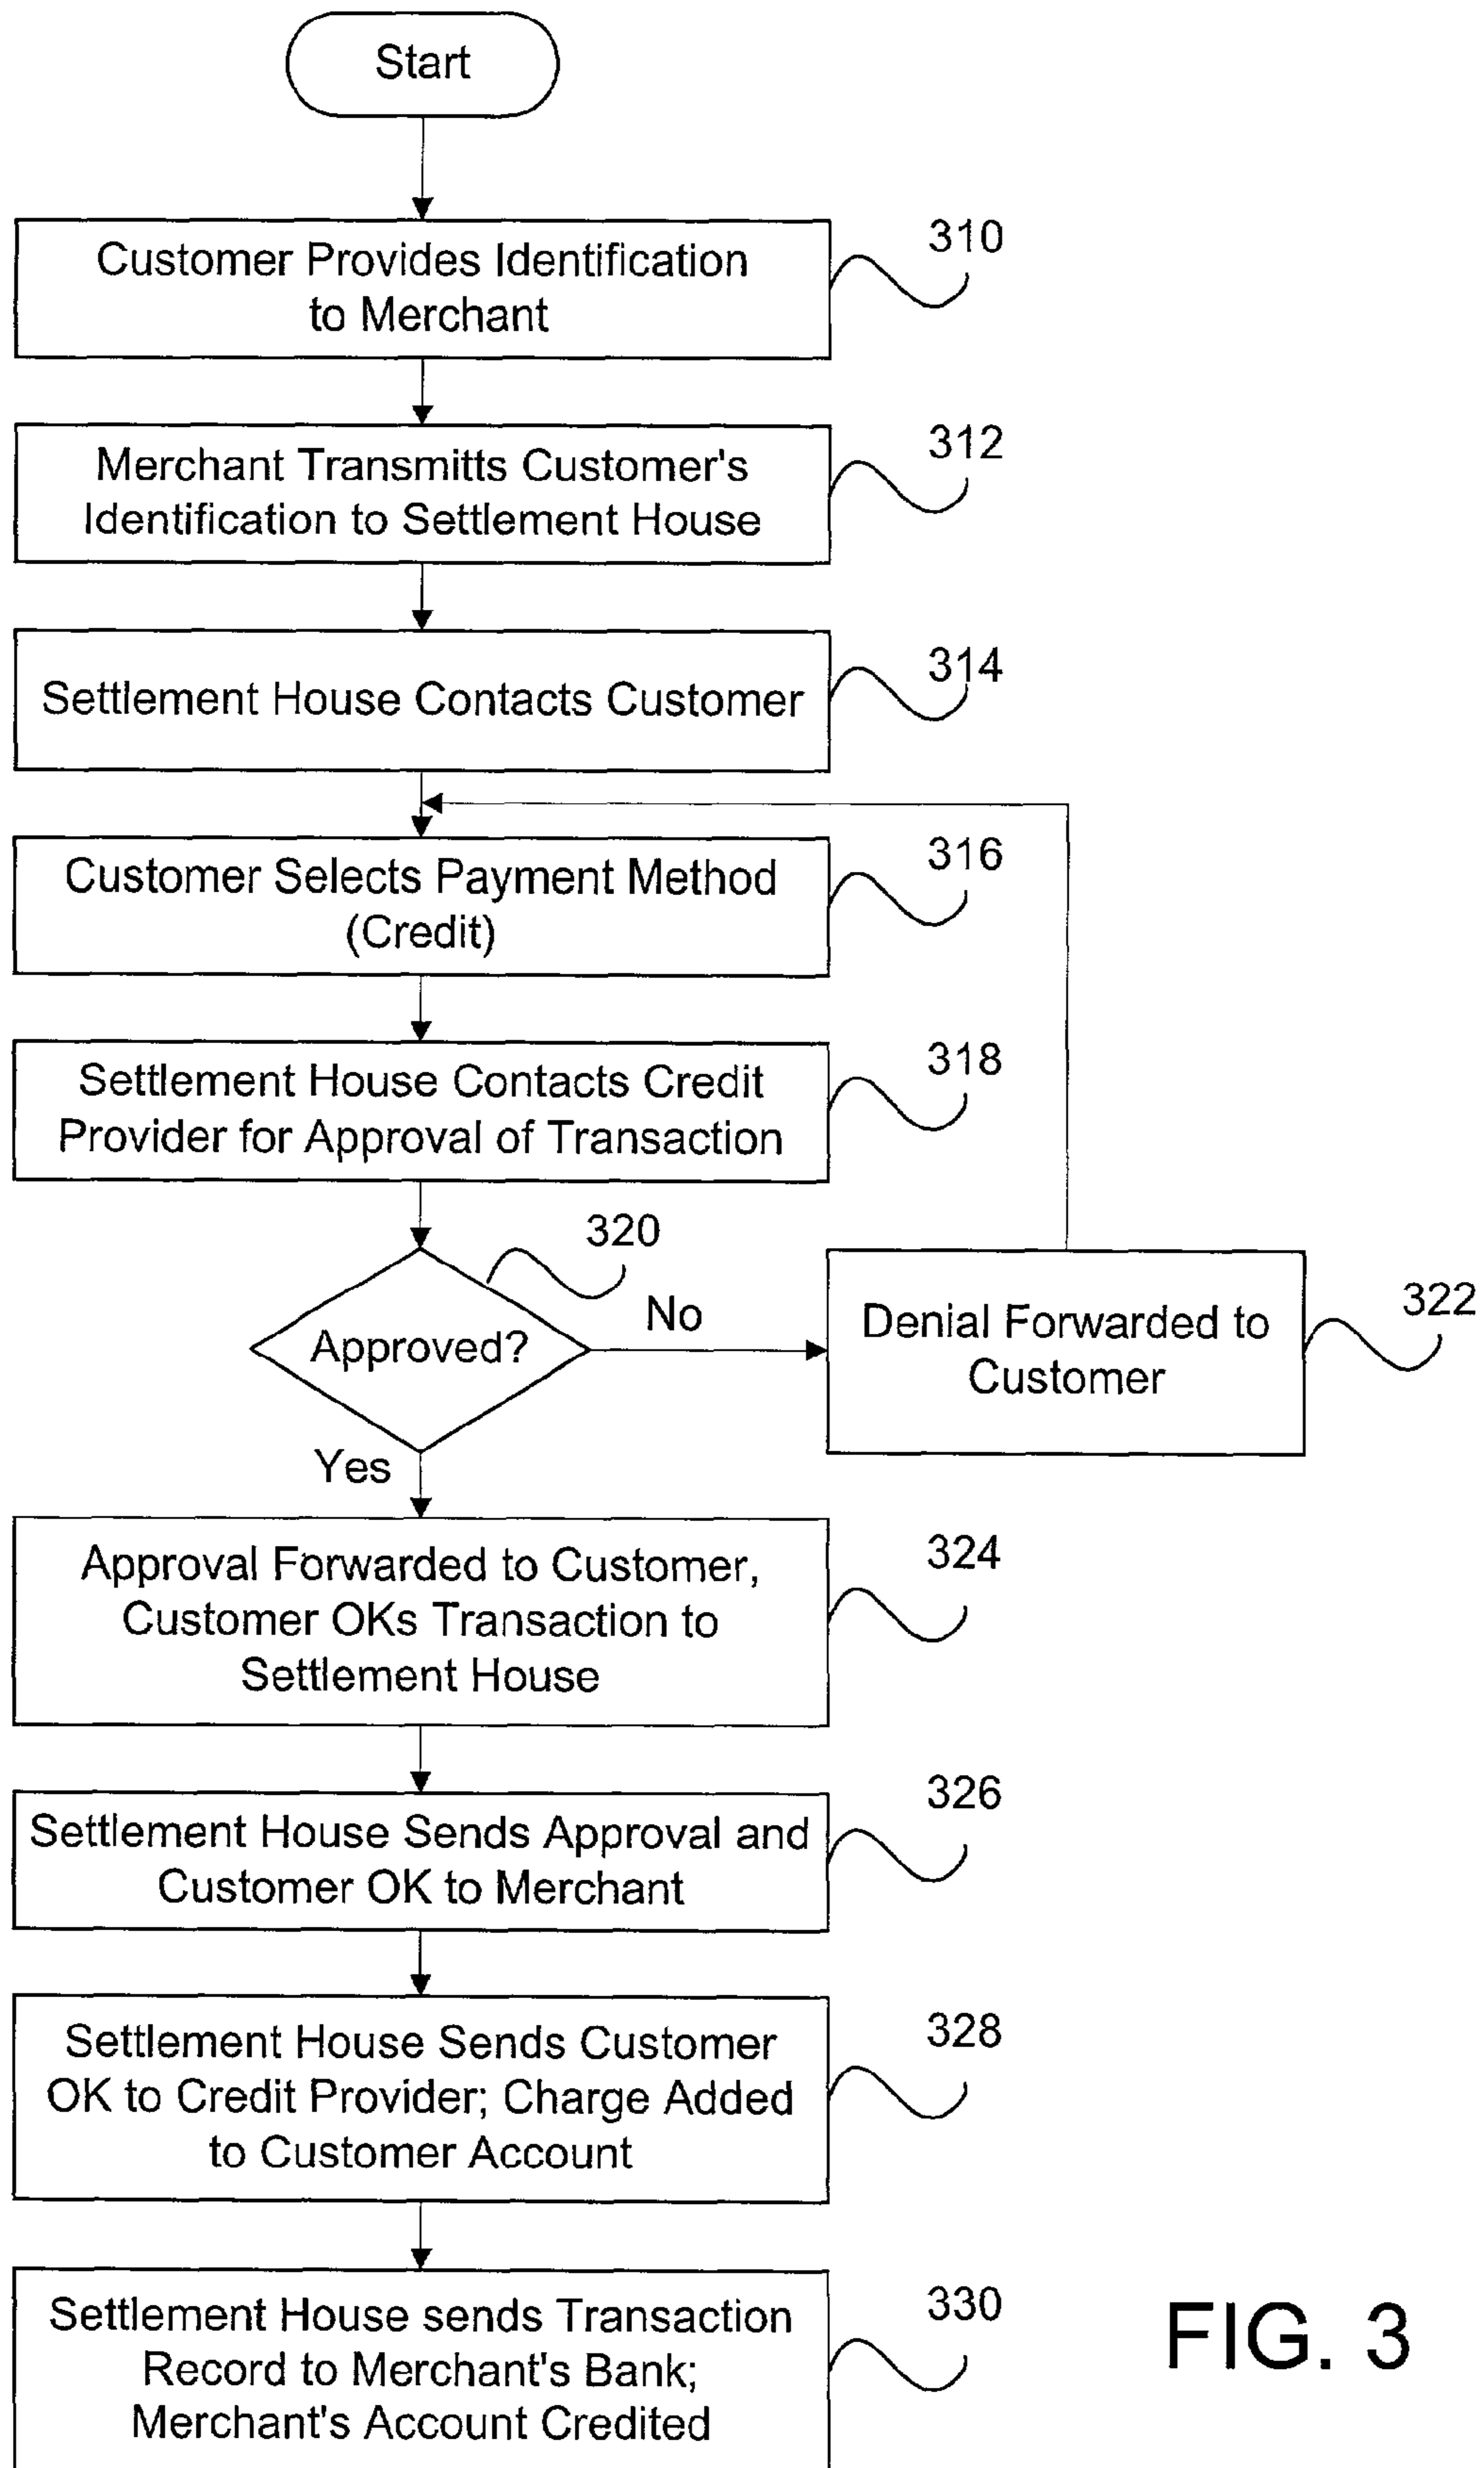 Start
Customer Provides Identification
to Merchant
310
Merchant Transmitts Customer's
Identification to Settlement House
312
Settlement House Contacts Customer
314
Customer Selects Payment Method
(Credit)
316
Settlement House Contacts Credit
Provider for Approval of Transaction
318
320
Approved?
No
Denial Forwarded to
Customer
322
Yes
Approval Forwarded to Customer,
Customer OKs Transaction to
Settlement House
324
Settlement House Sends Approval and
Customer OK to Merchant
326
Settlement House Sends Customer
OK to Credit Provider; Charge Added
to Customer Account
328
Settlement House sends Transaction
Record to Merchant's Bank;
Merchant's Account Credited
330
FIG. 3